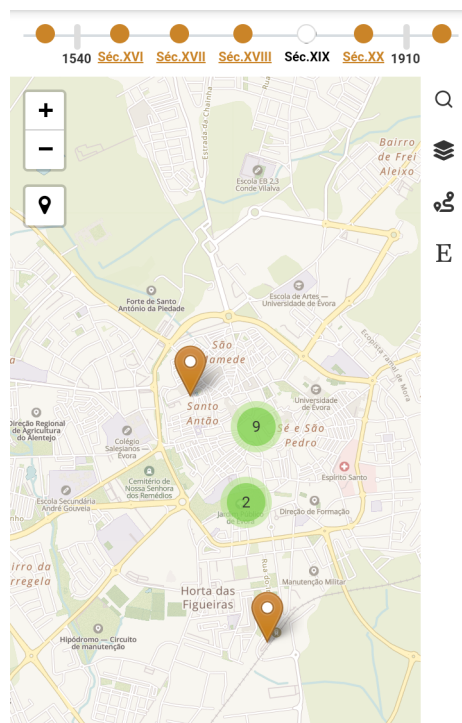 1540 Séc.XVI Séc.XVII Séc.XVIII Séc.XIX Séc.XX 1910
+
−
E
Estrada da Chainha
Bairro
de Frei
Aleixo
Escola EB 2,3
Conde Vilalva
Forte de Santo
António da Piedade
Escola de Artes —
Universidade de Évora
Ecopista ramal de Mora
São
Mamede
Santo
Antão
Universidade
de Évora
9
Sé e São
Pedro
Direção Regional
de Agricultura
do Alentejo
Colégio
Salesianos —
Évora
Cemitério de
Nossa Senhora
dos Remédios
Espírito Santo
Escola Secundária
André Gouveia
2
Direção de Formação
Manutenção Militar
Horta das
Figueiras
Hipódromo — Circuito
de manutenção